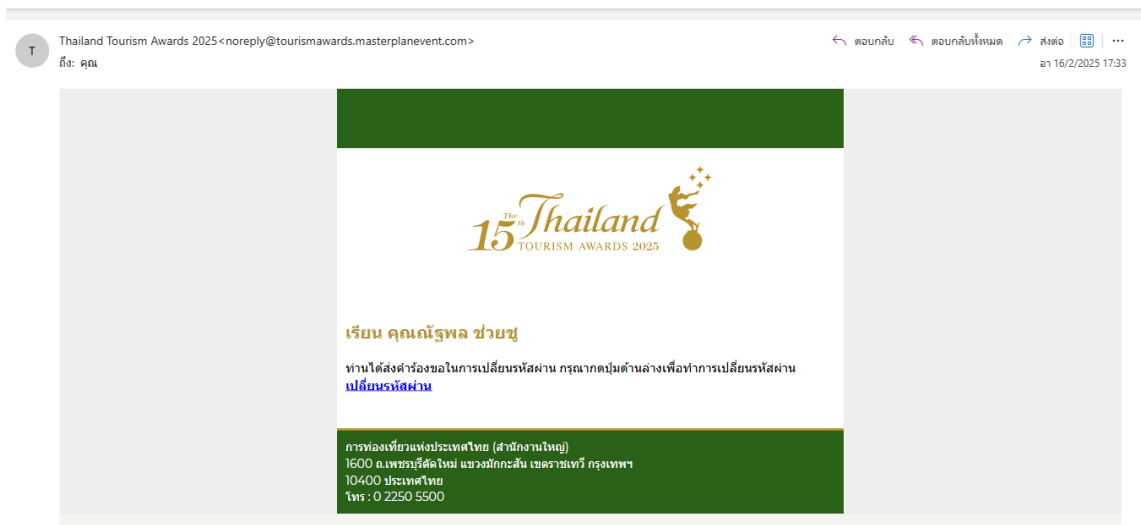 T
Thailand Tourism Awards 2025<noreply@tourismawards.masterplanevent.com>
ตอบกลับ ตอบกลับทั้งหมด ส่งต่อ
ถึง: คุณ
อา 16/2/2025 17:33
The 15th Thailand
TOURISM AWARDS 2025
เรียน คุณณัฐพล ช่วยชู
ท่านได้ส่งคำร้องขอในการเปลี่ยนรหัสผ่าน กรุณากดปุ่มด้านล่างเพื่อทำการเปลี่ยนรหัสผ่าน
เปลี่ยนรหัสผ่าน
การท่องเที่ยวแห่งประเทศไทย (สำนักงานใหญ่)
1600 ถ.เพชรบุรีตัดใหม่ แขวงมักกะสัน เขตราชเทวี กรุงเทพฯ
10400 ประเทศไทย
โทร : 0 2250 5500